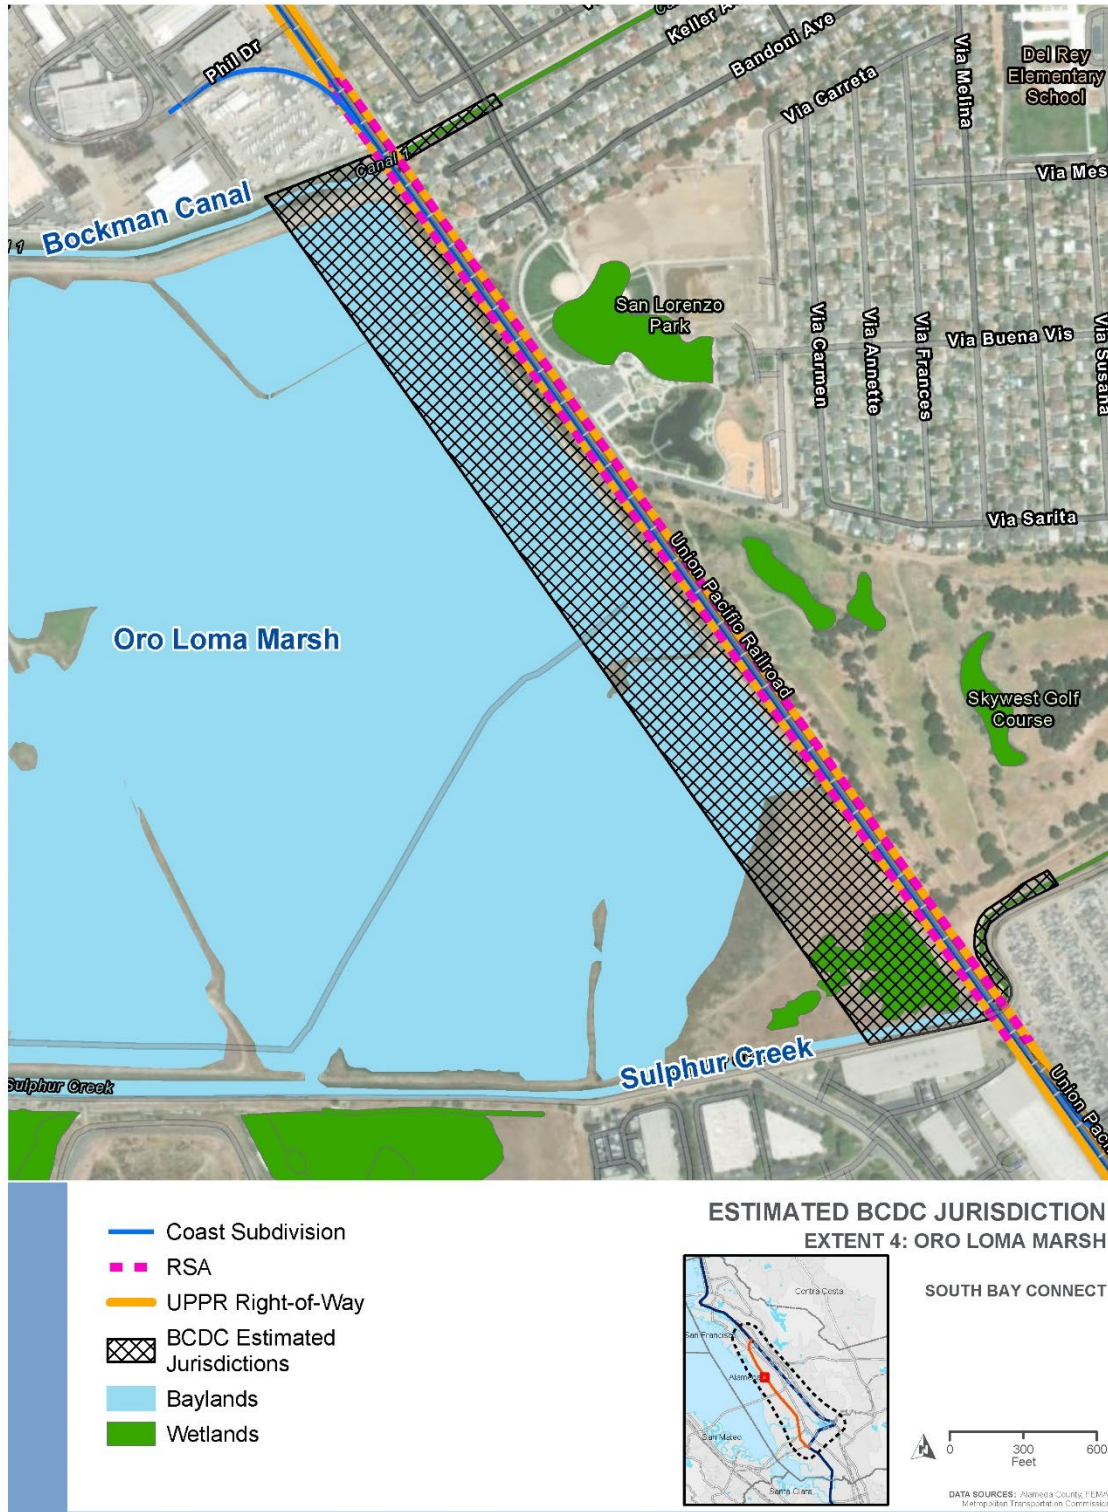 Keller A
Bandoni Ave
Phil Dr
Via Carreta
Via Melina
Del Rey
Elementary
School
Via Mes
Canal 1
Bockman Canal
San Lorenzo
Park
Via Carmen
Via Annette
Via Frances
Via Buena Vis
Via Susana
Via Sarita
Union Pacific Railroad
Oro Loma Marsh
Skywest Golf
Course
Sulphur Creek
Sulphur Creek
Union Paci
Coast Subdivision
RSA
UPPR Right-of-Way
BCDC Estimated
Jurisdictions
Baylands
Wetlands
ESTIMATED BCDC JURISDICTION
EXTENT 4: ORO LOMA MARSH
SOUTH BAY CONNECT
Contra Costa
San Francisco
Alameda
San Mateo
Santa Clara
0 300 600
Feet
DATA SOURCES: Alameda County, FEMA
Metropolitan Transportation Commission